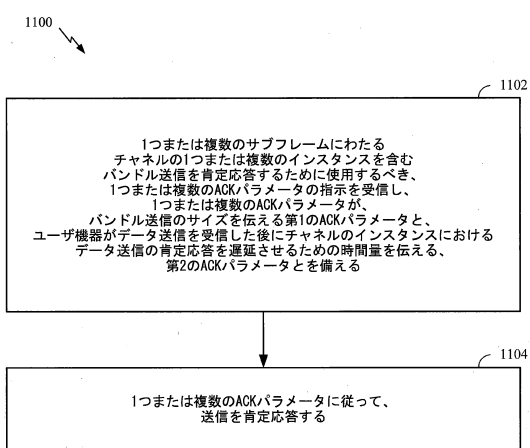 1100
1102
1つまたは複数のサブフレームにわたる
チャネルの1つまたは複数のインスタンスを含む
バンドル送信を肯定応答するために使用するべき、
1つまたは複数のACKパラメータの指示を受信し、
1つまたは複数のACKパラメータが、
バンドル送信のサイズを伝える第1のACKパラメータと、
ユーザ機器がデータ送信を受信した後にチャネルのインスタンスにおける
データ送信の肯定応答を遅延させるための時間量を伝える、
第2のACKパラメータとを備える
1104
1つまたは複数のACKパラメータに従って、
送信を肯定応答する